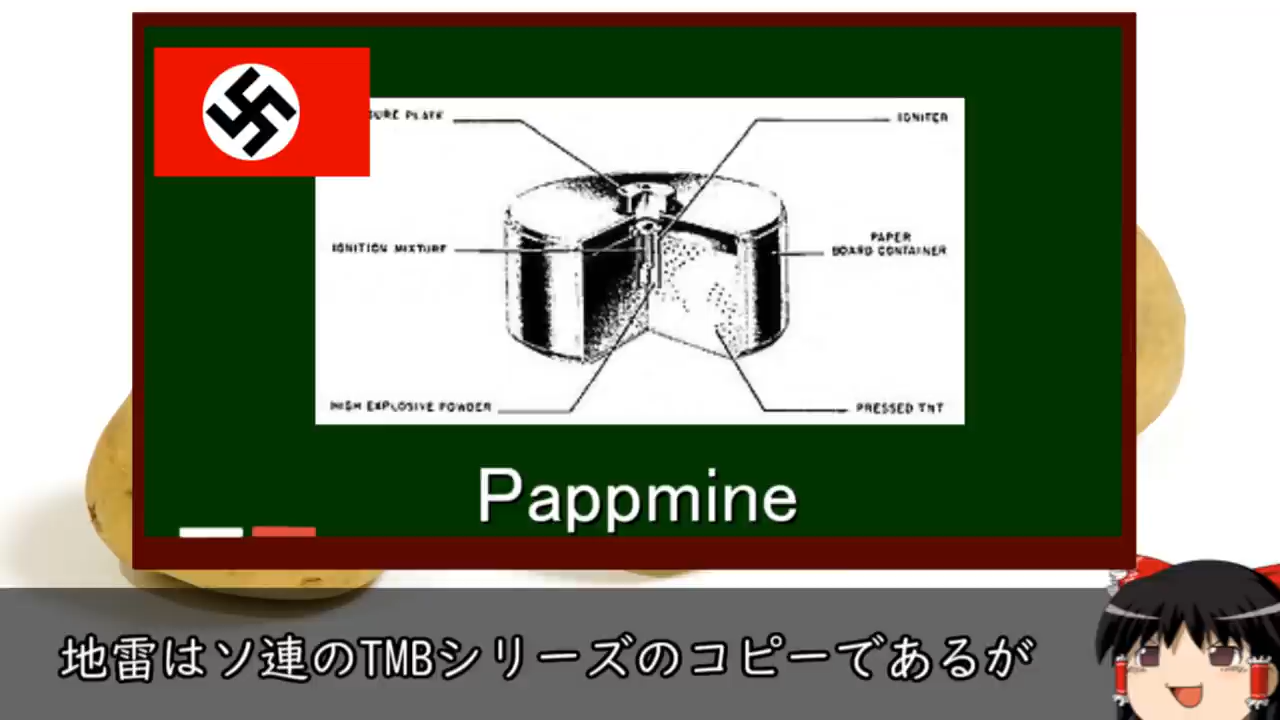 PLATE
IGNITER
IGNITION MIXTURE
PAPER
BOARD CONTAINER
HIGH EXPLOSIVE POWDER
PRESSED TNT
Pappmine
地雷はソ連のTMBシリーズのコピーであるが